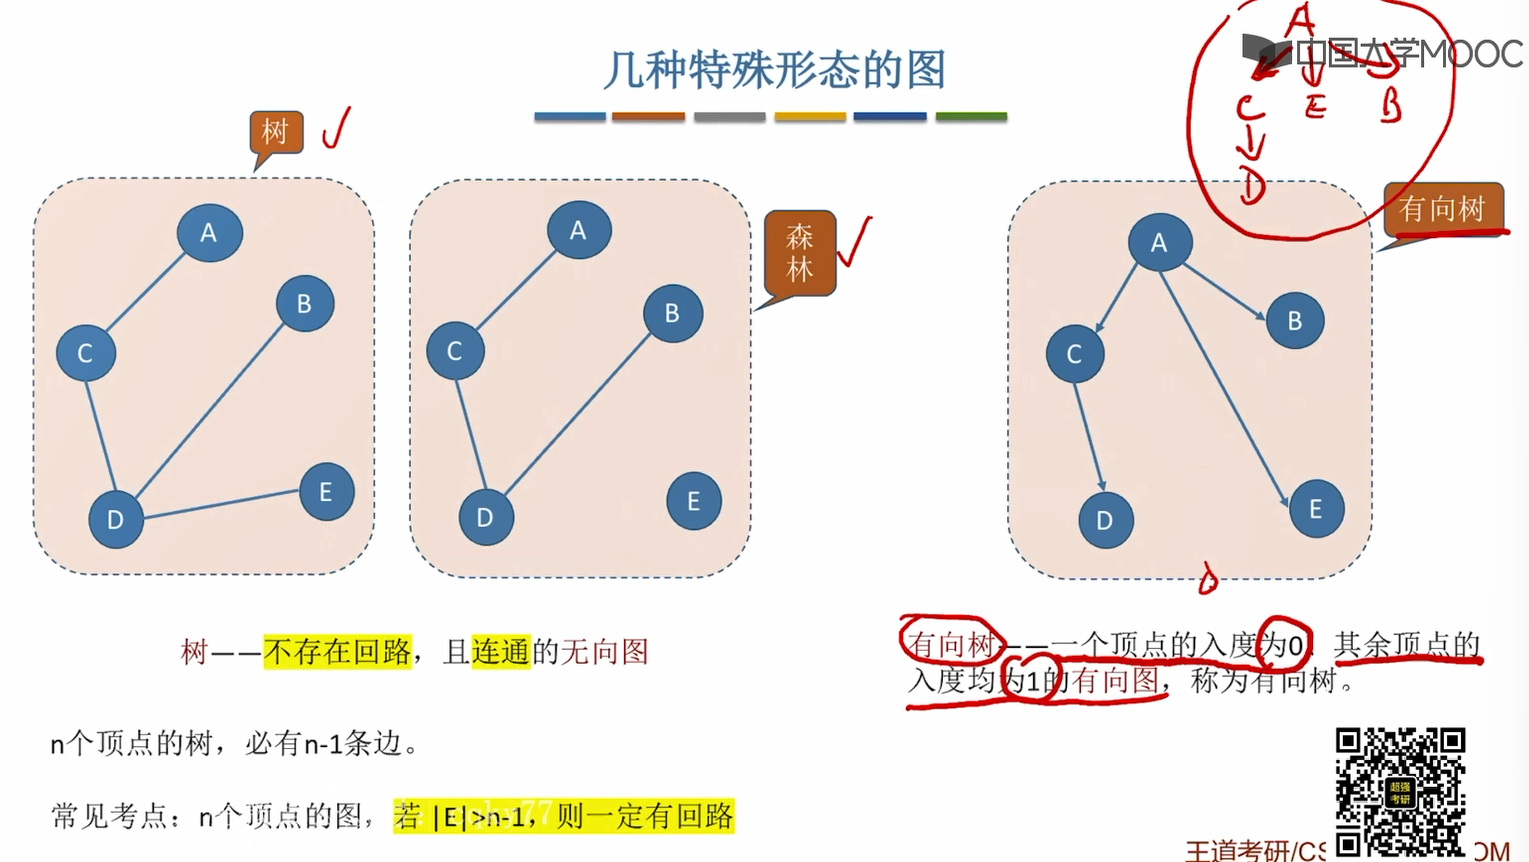 几种特殊形态的图
中国大学MOOC
A
C E B
D
树
A
B
C
D
E
森
林
A
B
C
D
E
有向树
A
B
C
D
E
树——不存在回路，且连通的无向图
n个顶点的树，必有n-1条边。
常见考点：n个顶点的图，若 |E|>n-1，则一定有回路
有向树——一个顶点的入度为0、其余顶点的
入度均为1的有向图，称为有向树。
超强
考研
王道考研/CS
OM